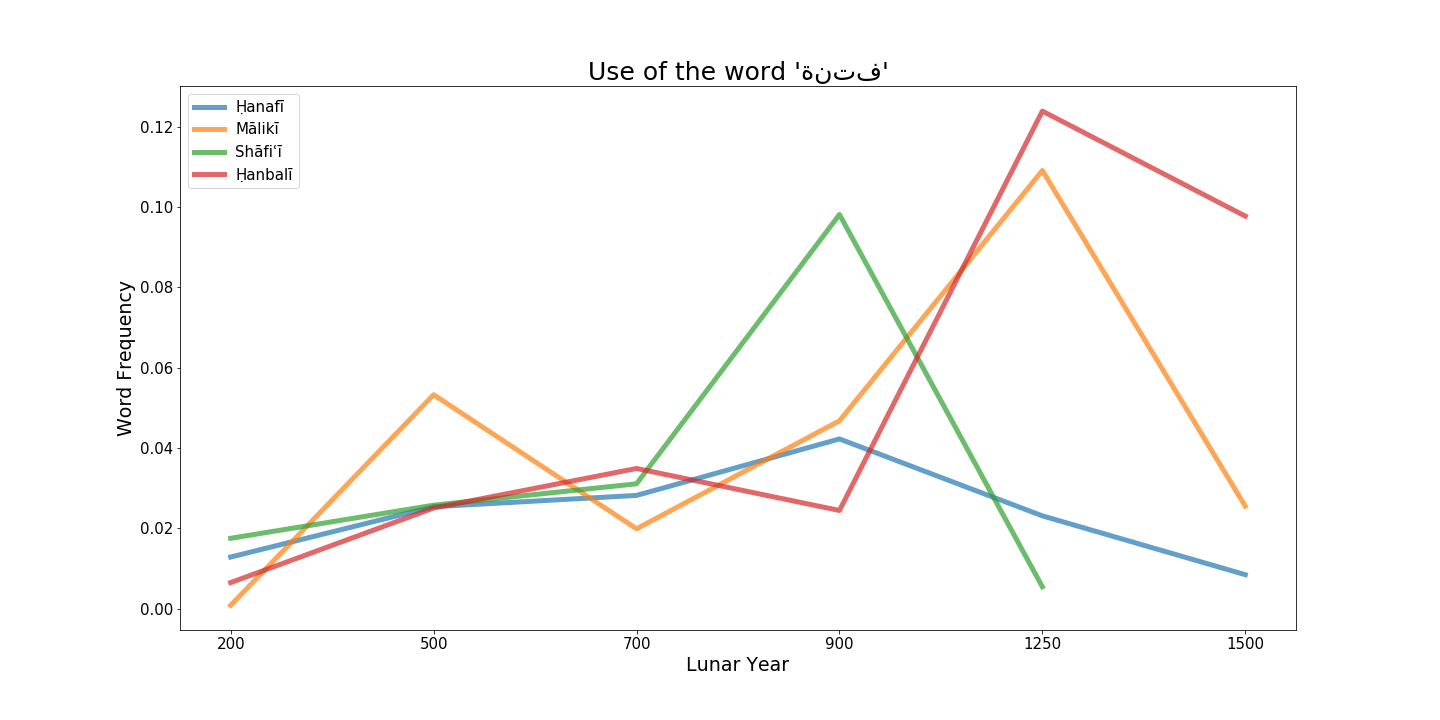 Use of the word 'فتنة'
Ḥanafī
Mālikī
Shāfiʿī
Ḥanbalī
0.12
0.10
0.08
0.06
0.04
0.02
0.00
Word Frequency
200 500 700 900 1250 1500
Lunar Year